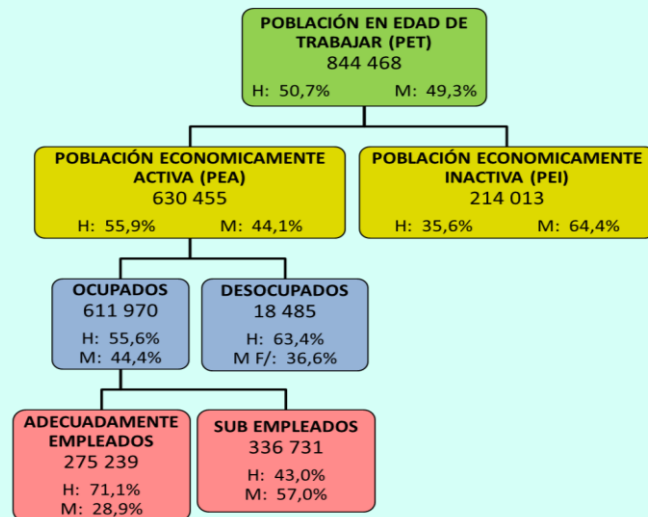 POBLACIÓN EN EDAD DE
TRABAJAR (PET)
844 468
H: 50,7% M: 49,3%
POBLACIÓN ECONOMICAMENTE
ACTIVA (PEA)
630 455
H: 55,9% M: 44,1%
POBLACIÓN ECONOMICAMENTE
INACTIVA (PEI)
214 013
H: 35,6% M: 64,4%
OCUPADOS
611 970
H: 55,6%
M: 44,4%
DESOCUPADOS
18 485
H: 63,4%
M F/: 36,6%
ADECUADAMENTE
EMPLEADOS
275 239
H: 71,1%
M: 28,9%
SUB EMPLEADOS
336 731
H: 43,0%
M: 57,0%